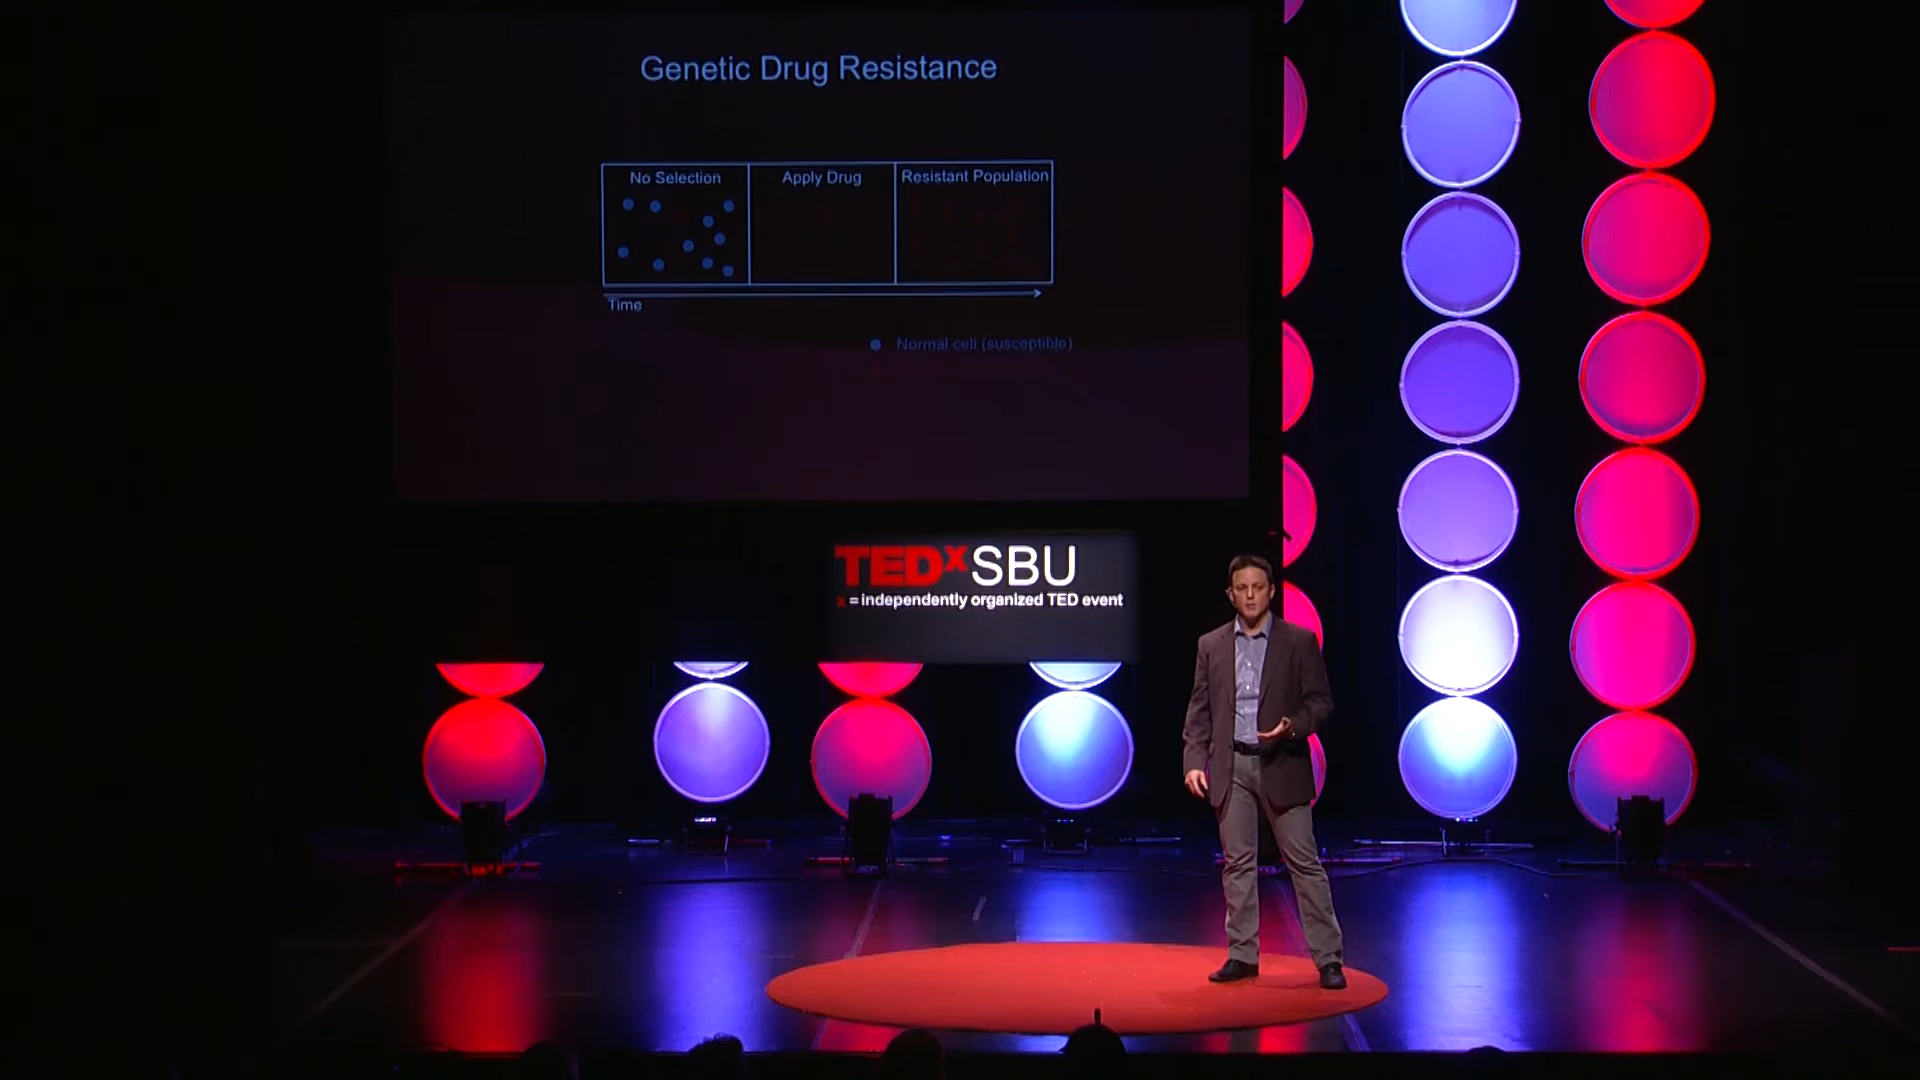 Genetic Drug Resistance
No Selection
Apply Drug
Resistant Population
Time
Normal cell (susceptible)
TEDxSBU
x = independently organized TED event